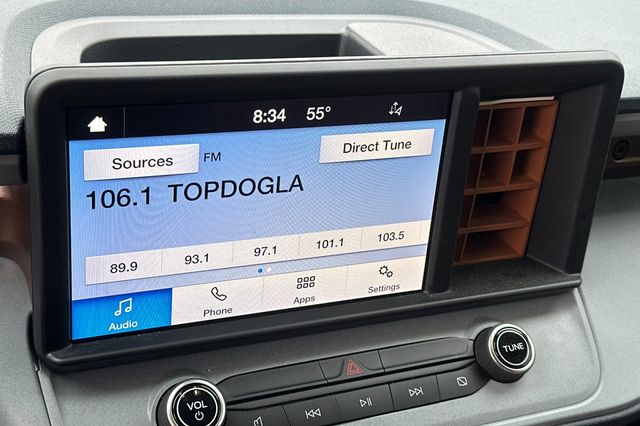 8:34 55°
Sources FM Direct Tune
106.1 TOPDOGLA
89.9 93.1 97.1 101.1 103.5
Audio Phone Apps Settings
VOL TUNE